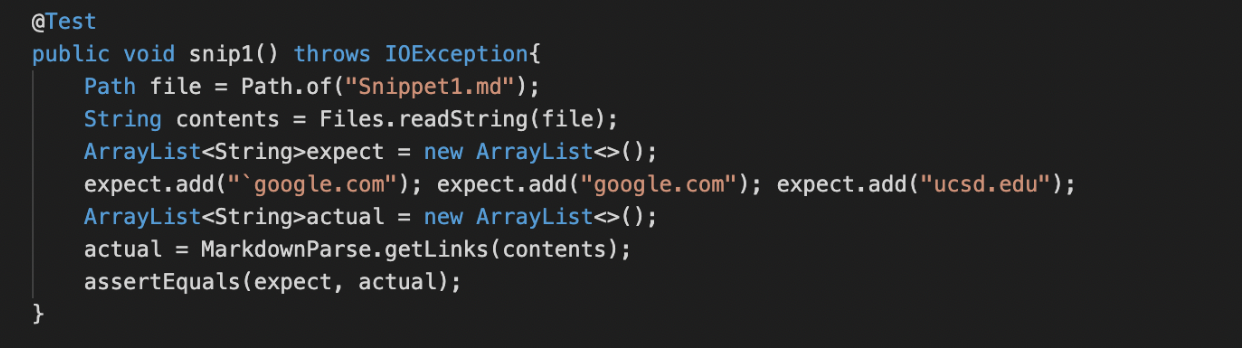 @Test
public void snip1() throws IOException{
    Path file = Path.of("Snippet1.md");
    String contents = Files.readString(file);
    ArrayList<String>expect = new ArrayList<>();
    expect.add("`google.com"); expect.add("google.com"); expect.add("ucsd.edu");
    ArrayList<String>actual = new ArrayList<>();
    actual = MarkdownParse.getLinks(contents);
    assertEquals(expect, actual);
}